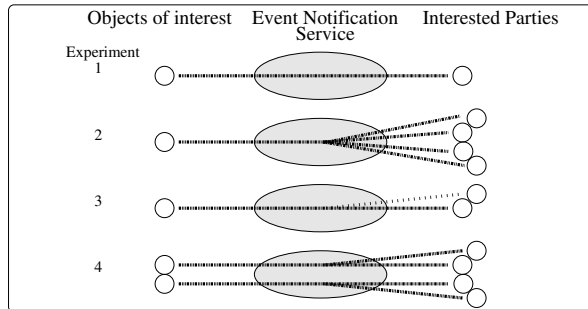 Objects of interest Event Notification Interested Parties
Service
Experiment
1
2
3
4